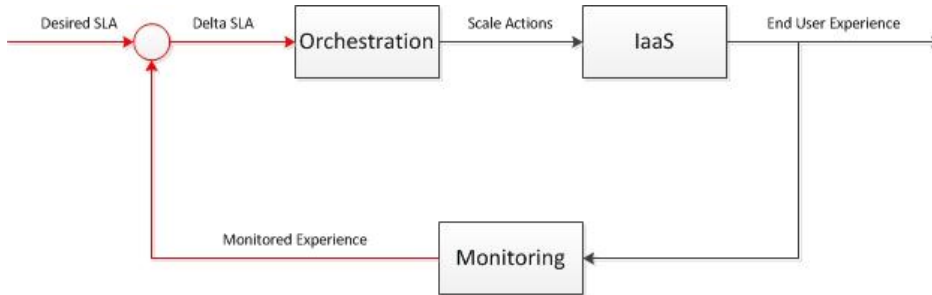 Desired SLA
Delta SLA
Orchestration
Scale Actions
IaaS
End User Experience
Monitored Experience
Monitoring